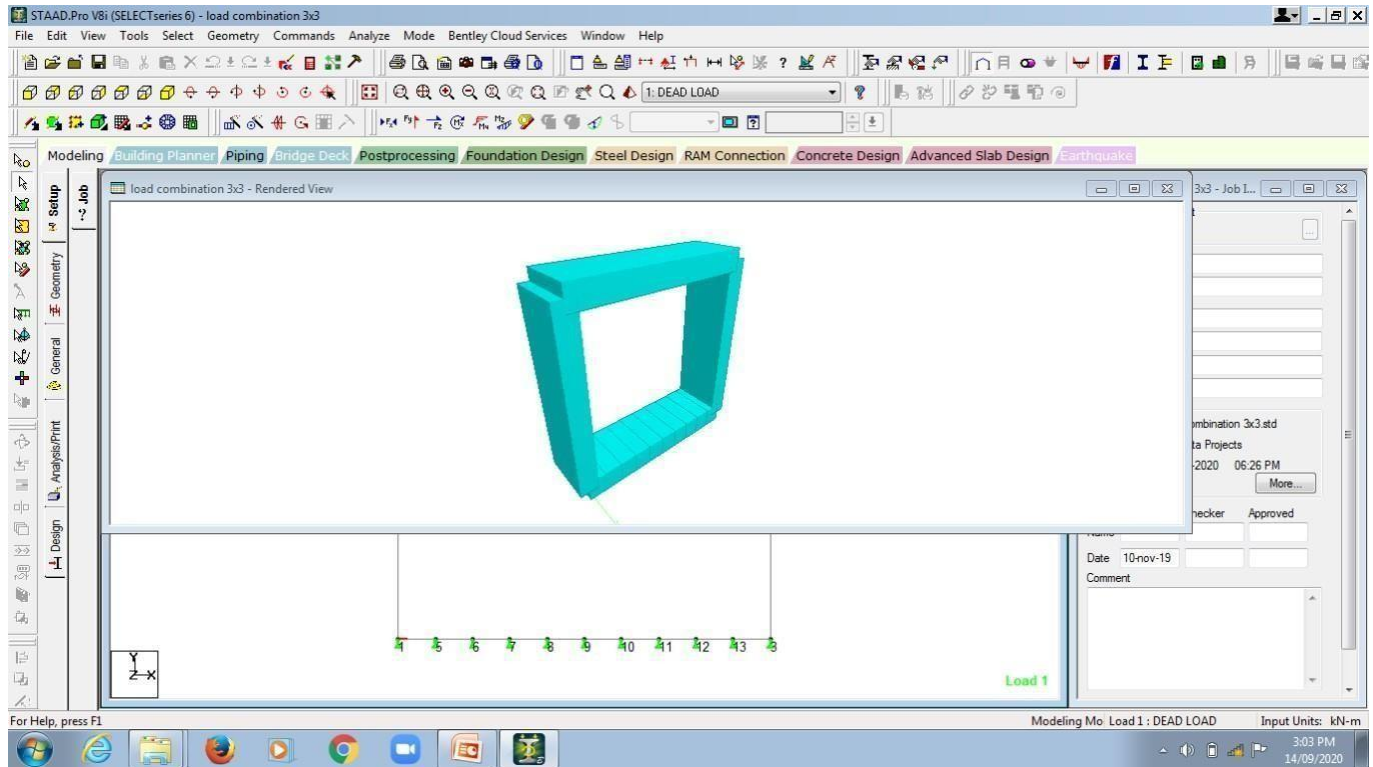 STAAD.Pro V8i (SELECTseries 6) - load combination 3x3
File Edit View Tools Select Geometry Commands Analyze Mode Bentley Cloud Services Window Help
1: DEAD LOAD
Modeling Building Planner Piping Bridge Deck Postprocessing Foundation Design Steel Design RAM Connection Concrete Design Advanced Slab Design Earthquake
Setup
Geometry
General
Analysis/Print
Design
? Job
load combination 3x3 - Rendered View
3x3 - Job I...
ombination 3x3.std
ta Projects
-2020 06:26 PM
More...
hecker Approved
Name
Date 10-nov-19
Comment
1 5 6 7 8 9 10 11 12 13 3
Y
Z X
Load 1
For Help, press F1
Modeling Mo Load 1 : DEAD LOAD Input Units: kN-m
3:03 PM
14/09/2020